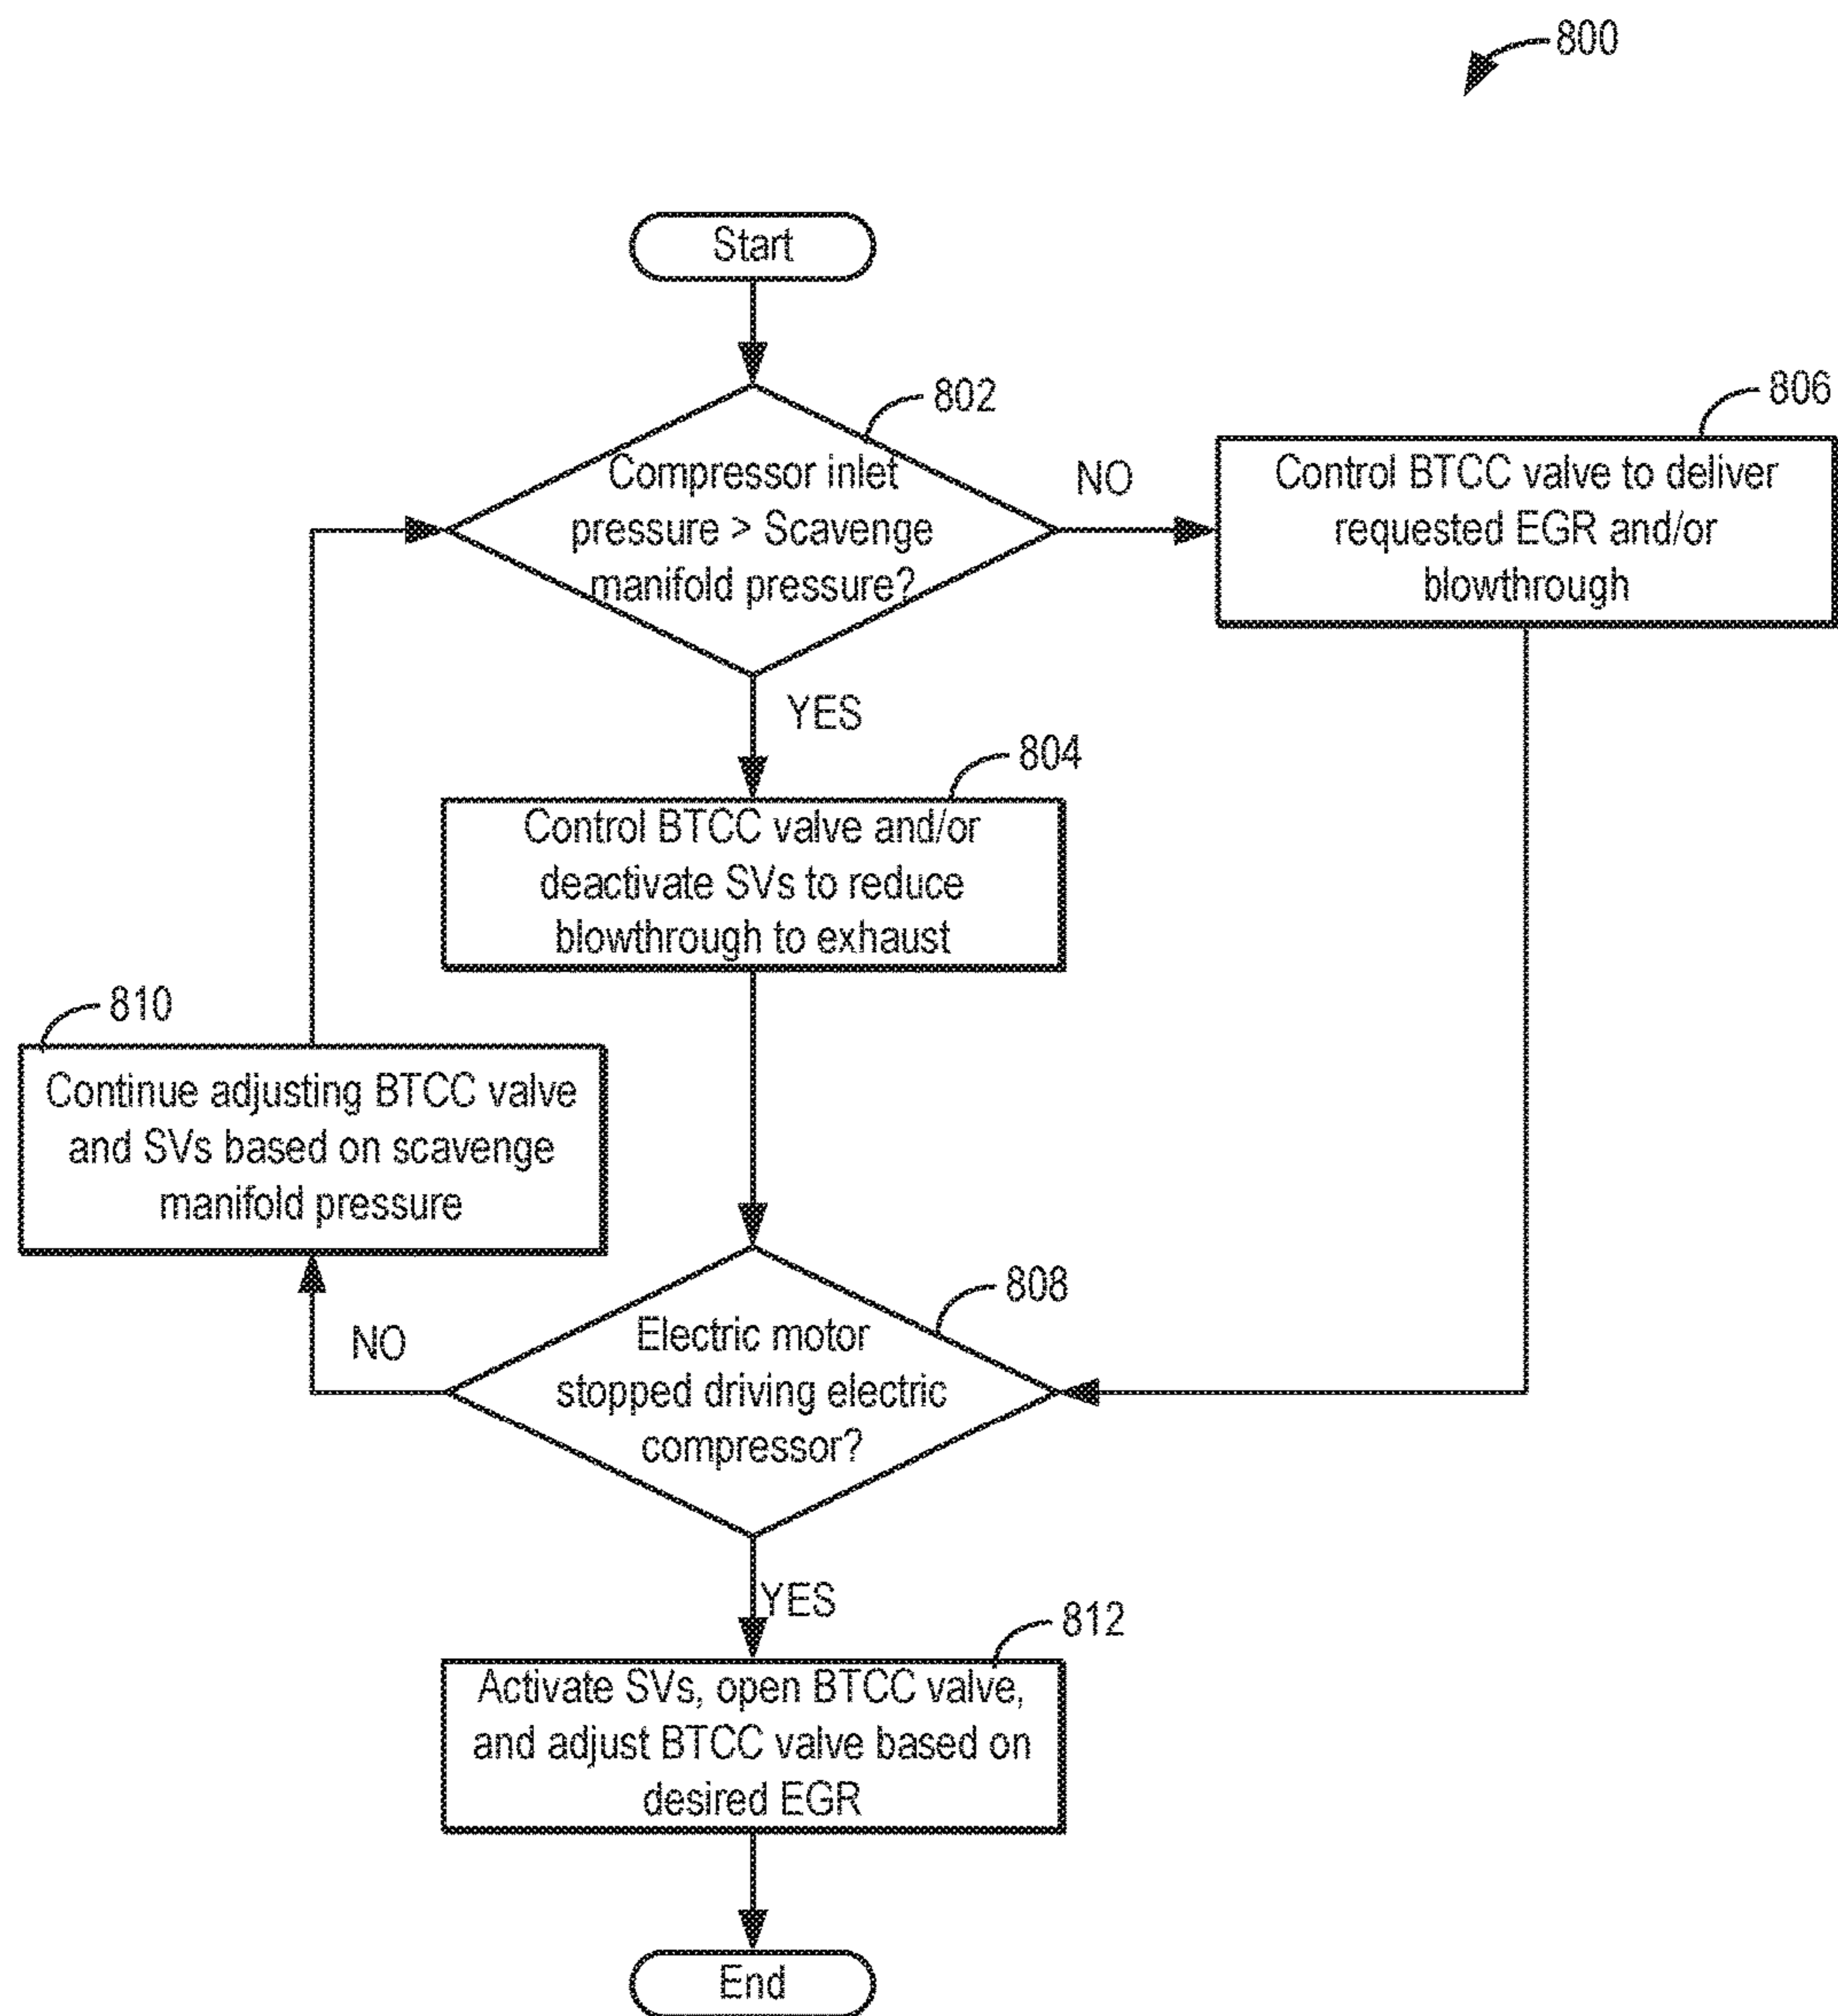 800
Start
802
Compressor inlet
pressure > Scavenge
manifold pressure?
NO
806
Control BTCC valve to deliver
requested EGR and/or
blowthrough
YES
804
Control BTCC valve and/or
deactivate SVs to reduce
blowthrough to exhaust
810
Continue adjusting BTCC valve
and SVs based on scavenge
manifold pressure
808
Electric motor
stopped driving electric
compressor?
NO
YES
812
Activate SVs, open BTCC valve,
and adjust BTCC valve based on
desired EGR
End